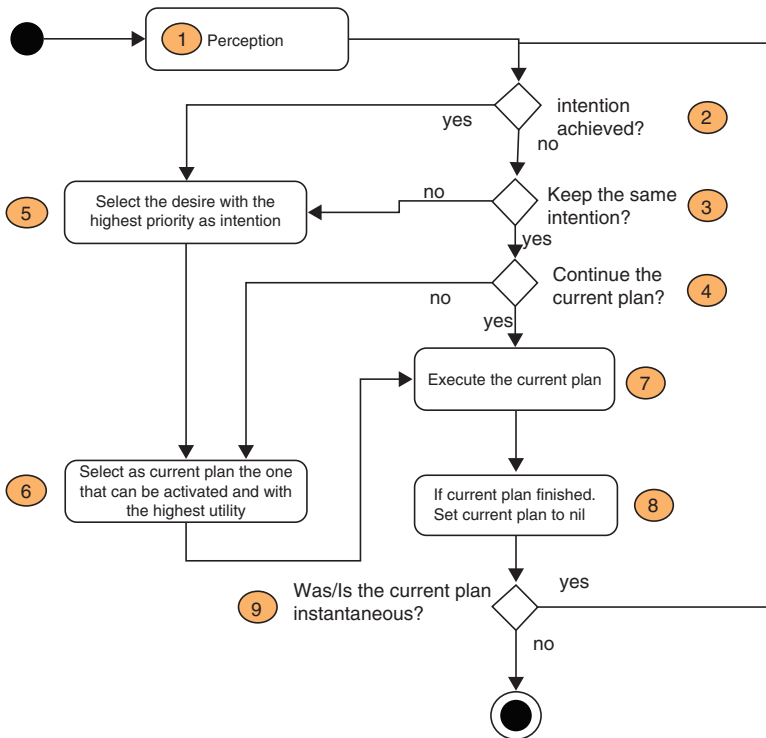 1 Perception
intention
achieved?
2
yes
no
5
Select the desire with the
highest priority as intention
no
Keep the same
intention?
3
yes
Continue the
current plan?
4
no
yes
Execute the current plan
7
6
Select as current plan the one
that can be activated and with
the highest utility
If current plan finished.
Set current plan to nil
8
9
Was/Is the current plan
instantaneous?
yes
no